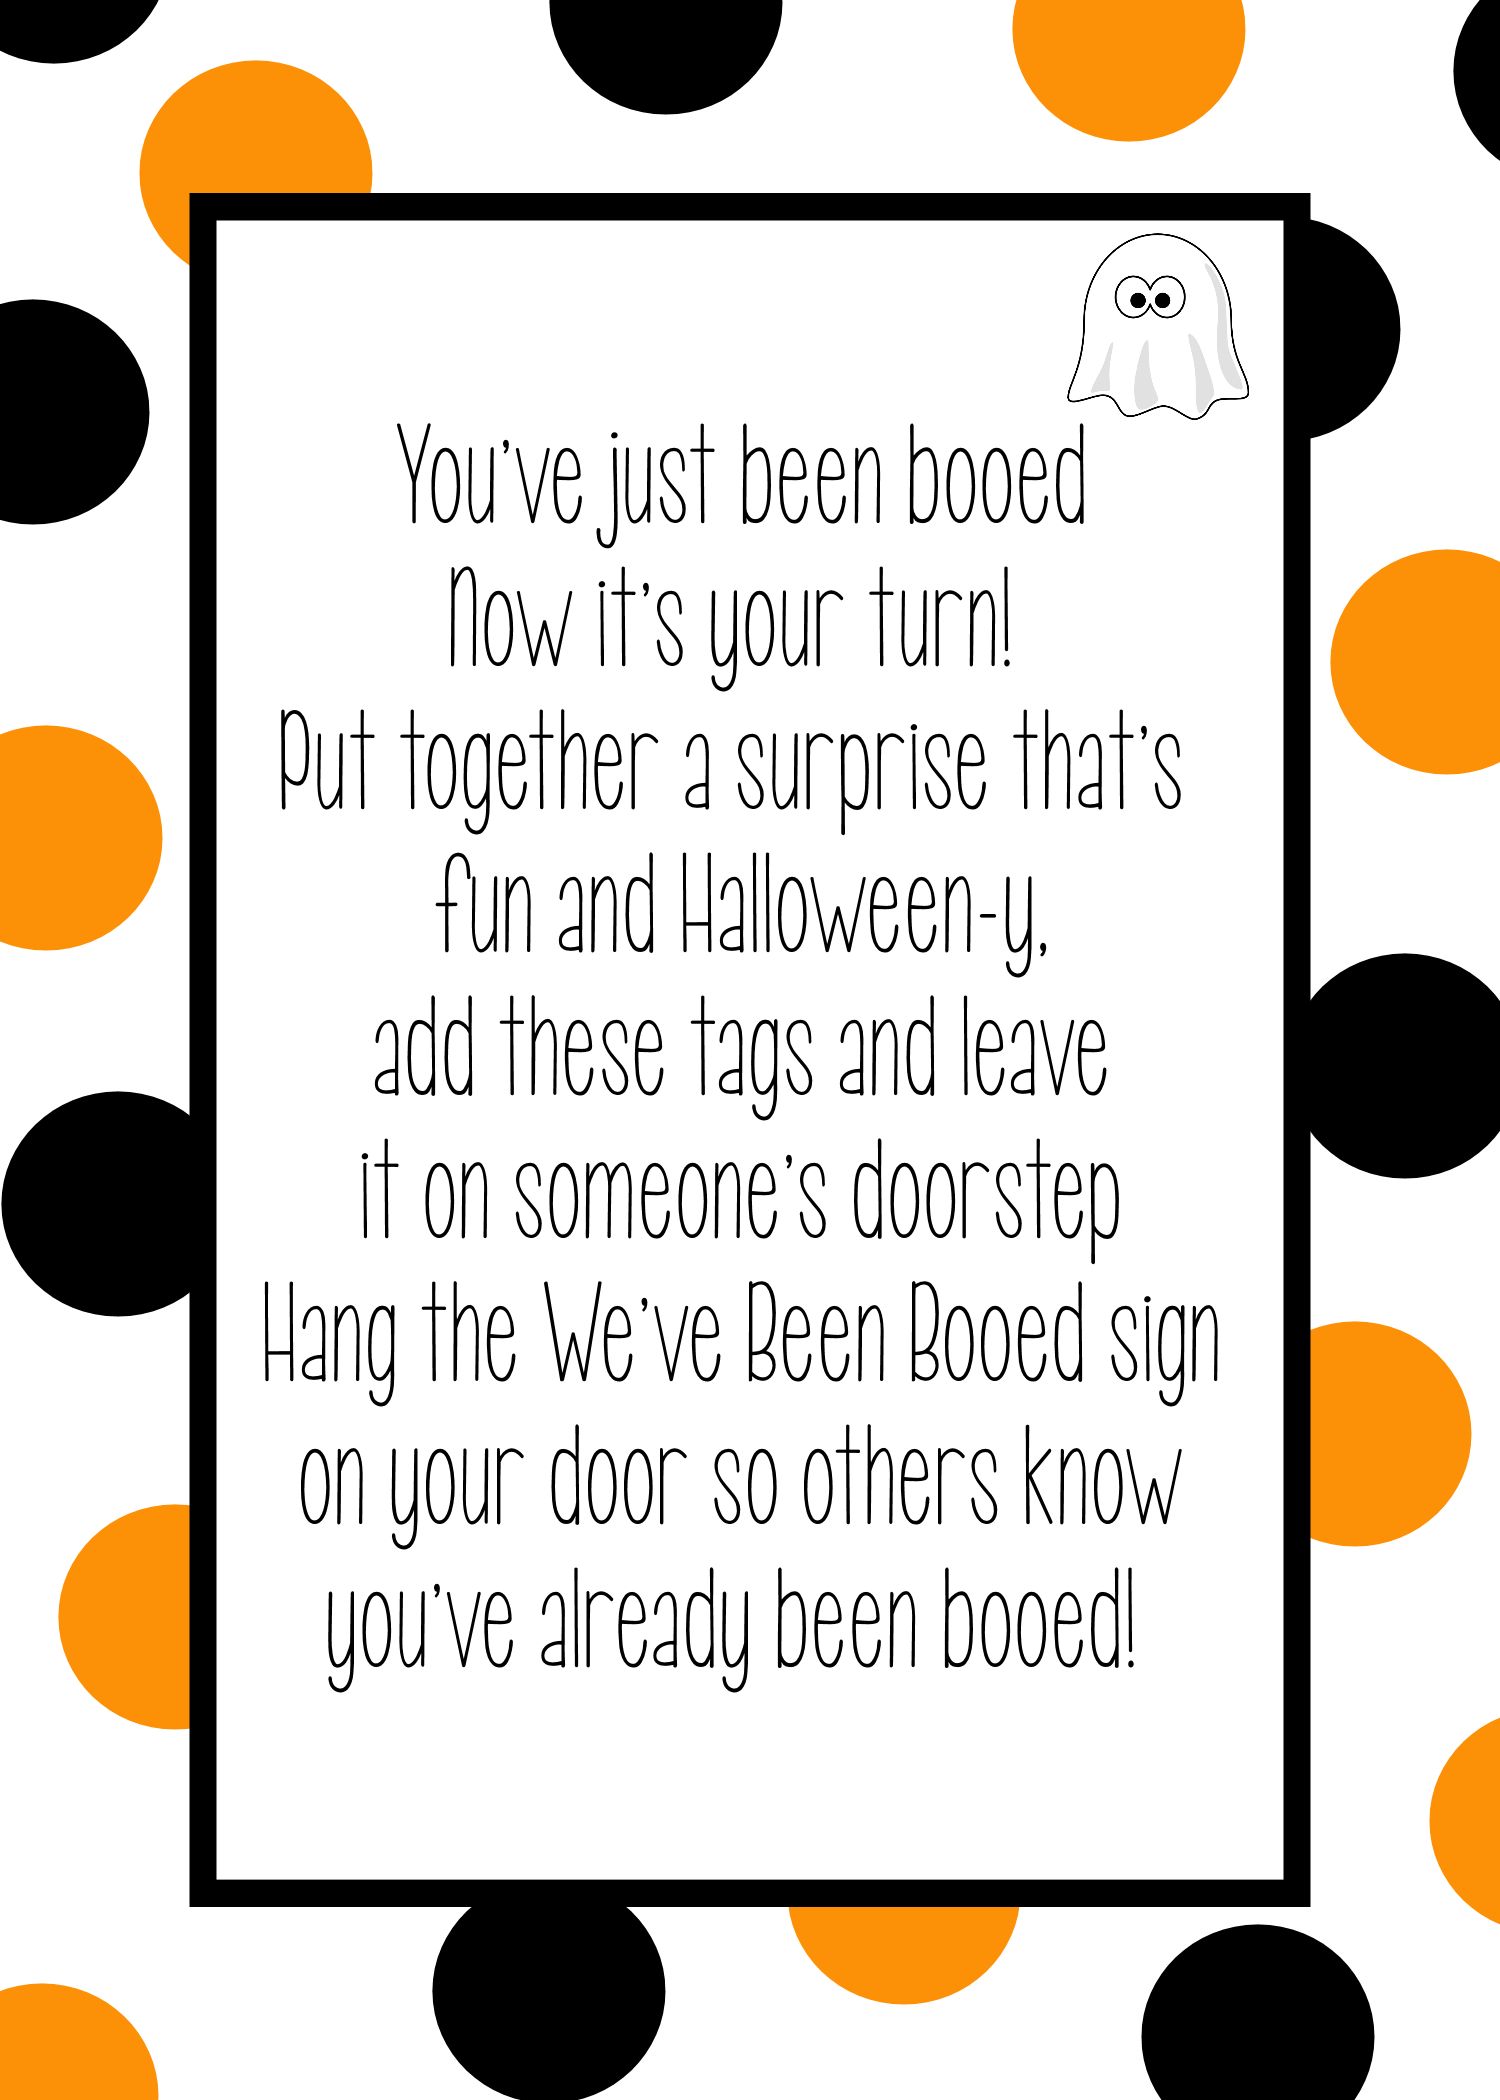 You've just been booed
Now it's your turn!
Put together a surprise that's
fun and Halloween-y,
add these tags and leave
it on someone's doorstep
Hang the We've Been Booed sign
on your door so others know
you've already been booed!